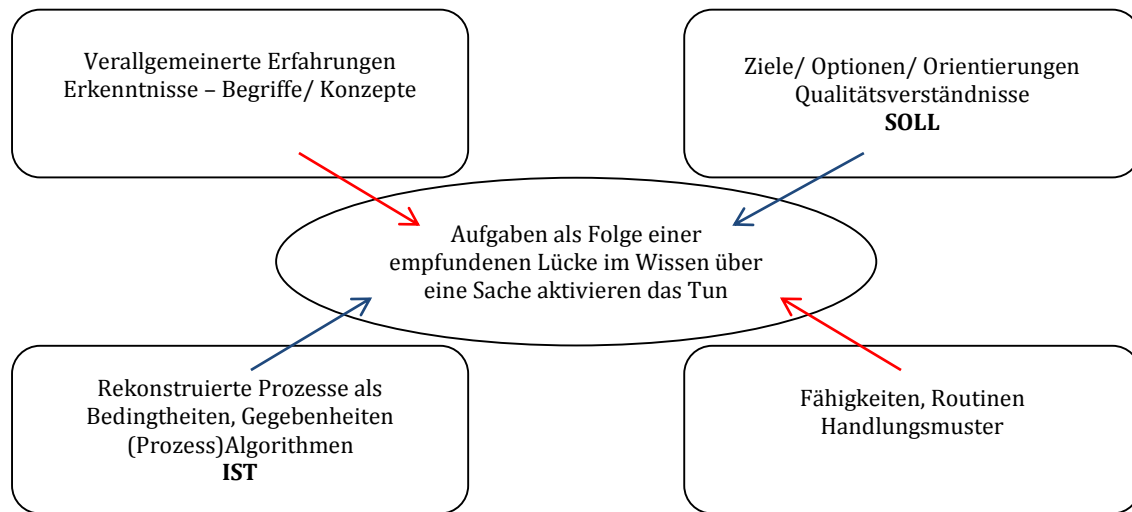 Verallgemeinerte Erfahrungen
Erkenntnisse – Begriffe/ Konzepte
Ziele/ Optionen/ Orientierungen
Qualitätsverständnisse
SOLL
Aufgaben als Folge einer
empfundenen Lücke im Wissen über
eine Sache aktivieren das Tun
Rekonstruierte Prozesse als
Bedingtheiten, Gegebenheiten
(Prozess)Algorithmen
IST
Fähigkeiten, Routinen
Handlungsmuster